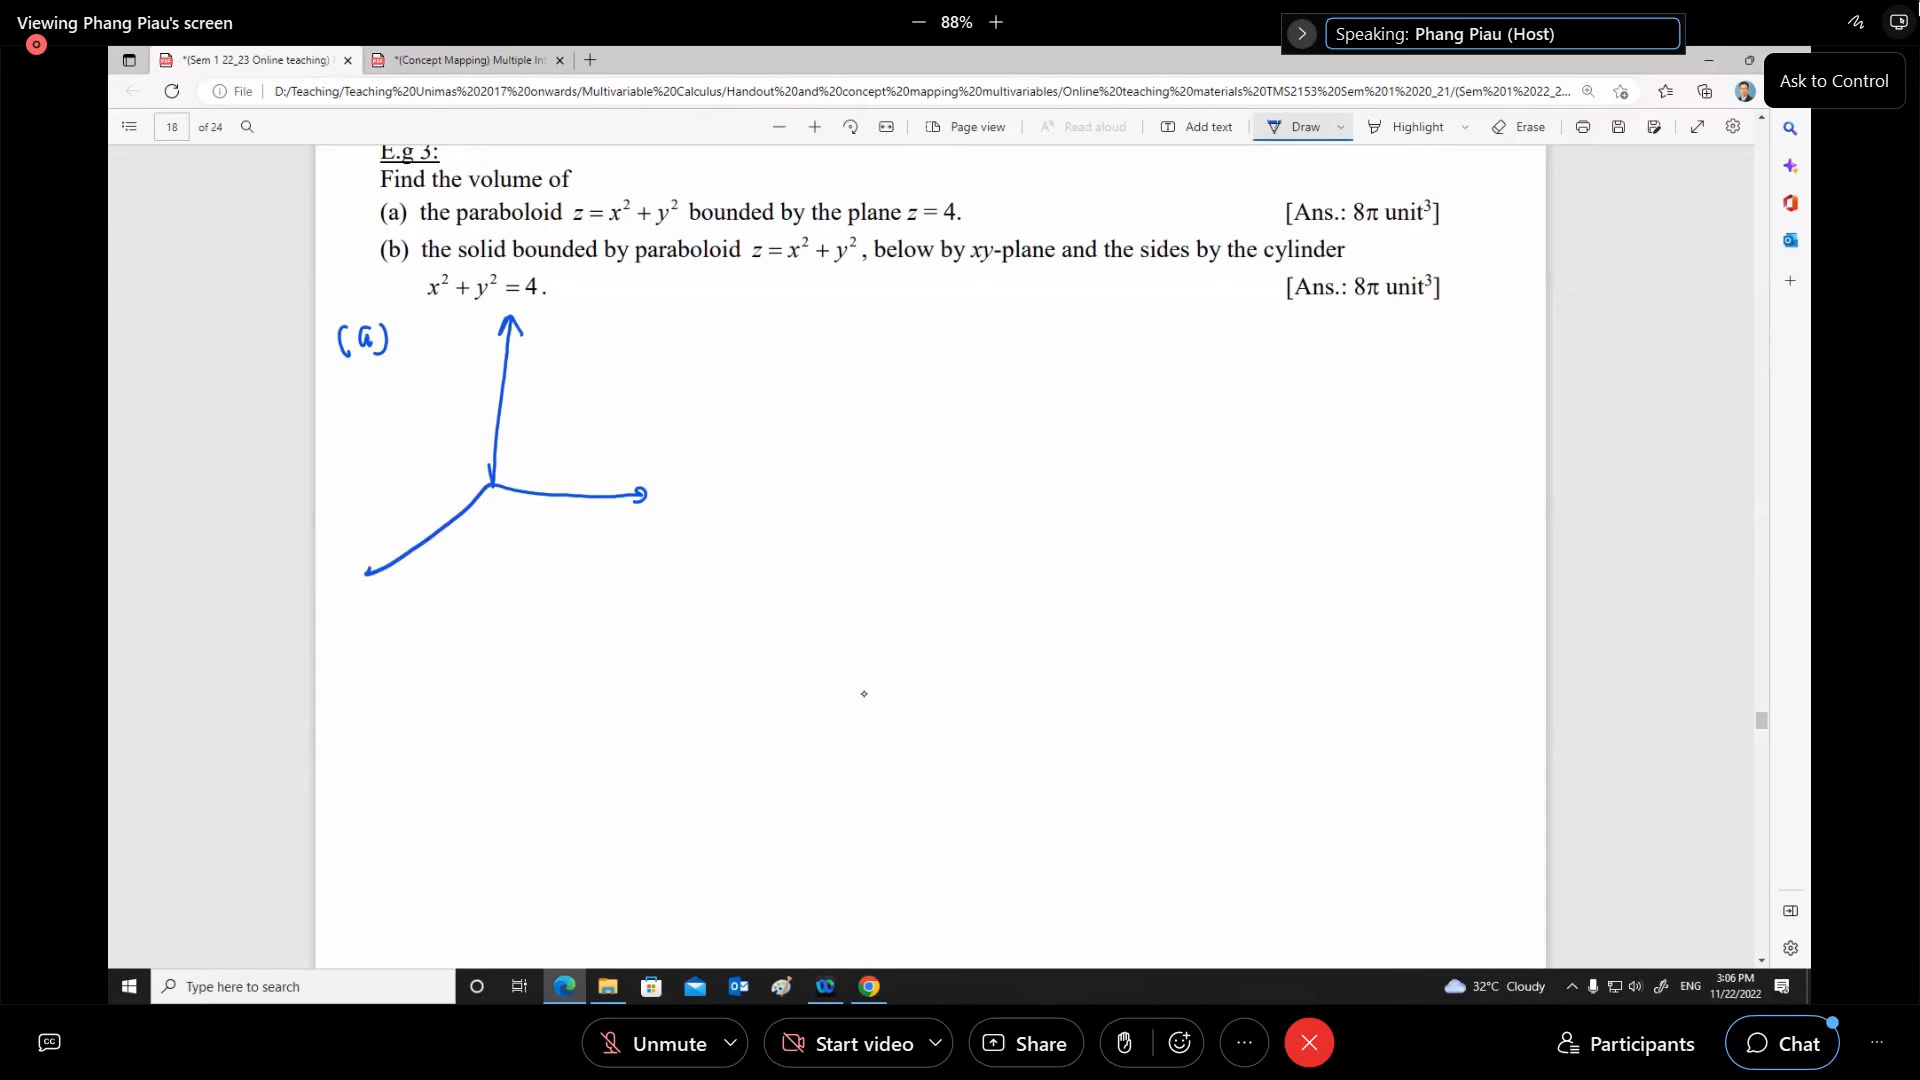 Viewing Phang Piau's screen
88%
Speaking: Phang Piau (Host)
Ask to Control
*(Sem 1 22_23 Online teaching)
*(Concept Mapping) Multiple In
File
D:/Teaching/Teaching%20Unimas%202017%20onwards/Multivariable%20Calculus/Handout%20and%20concept%20mapping%20multivariables/Online%20teaching%20materials%20TMS2153%20Sem%201%2020_21/(Sem%201%2022_2...
18 of 24
Page view
Read aloud
Add text
Draw
Highlight
Erase
E.g 3:
Find the volume of
(a) the paraboloid z = x² + y² bounded by the plane z = 4. [Ans.: 8π unit³]
(b) the solid bounded by paraboloid z = x² + y², below by xy-plane and the sides by the cylinder
x² + y² = 4. [Ans.: 8π unit³]
(a)
Type here to search
32°C Cloudy
ENG
3:06 PM
11/22/2022
CC
Unmute
Start video
Share
Participants
Chat